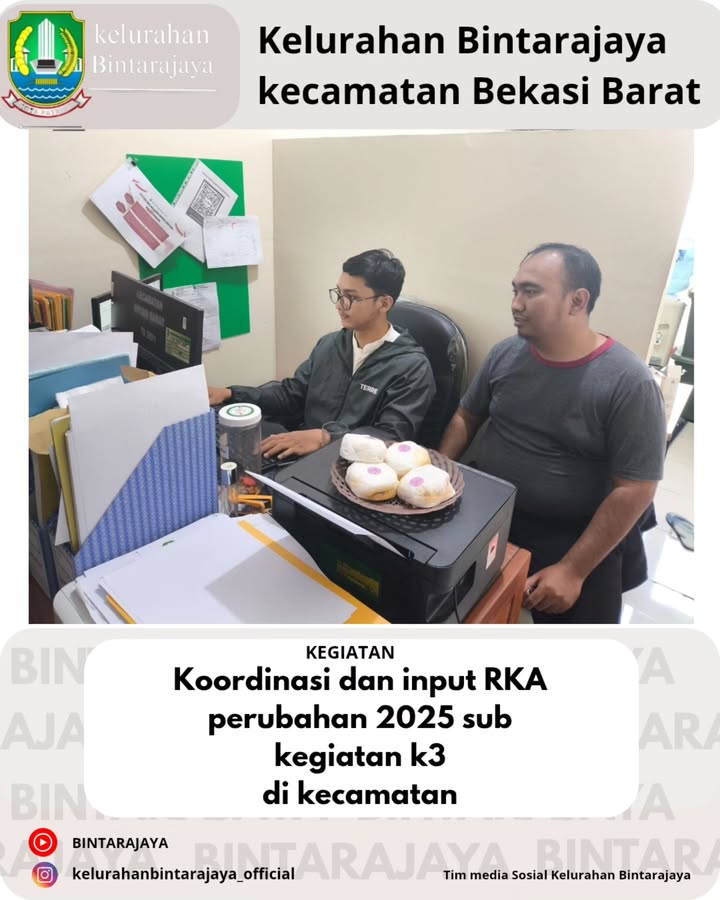 kelurahan
Bintarajaya
Kelurahan Bintarajaya
kecamatan Bekasi Barat
TERRE
KEGIATAN
Koordinasi dan input RKA
perubahan 2025 sub
kegiatan k3
di kecamatan
BINTARAJAYA
kelurahanbintarajaya_official
Tim media Sosial Kelurahan Bintarajaya